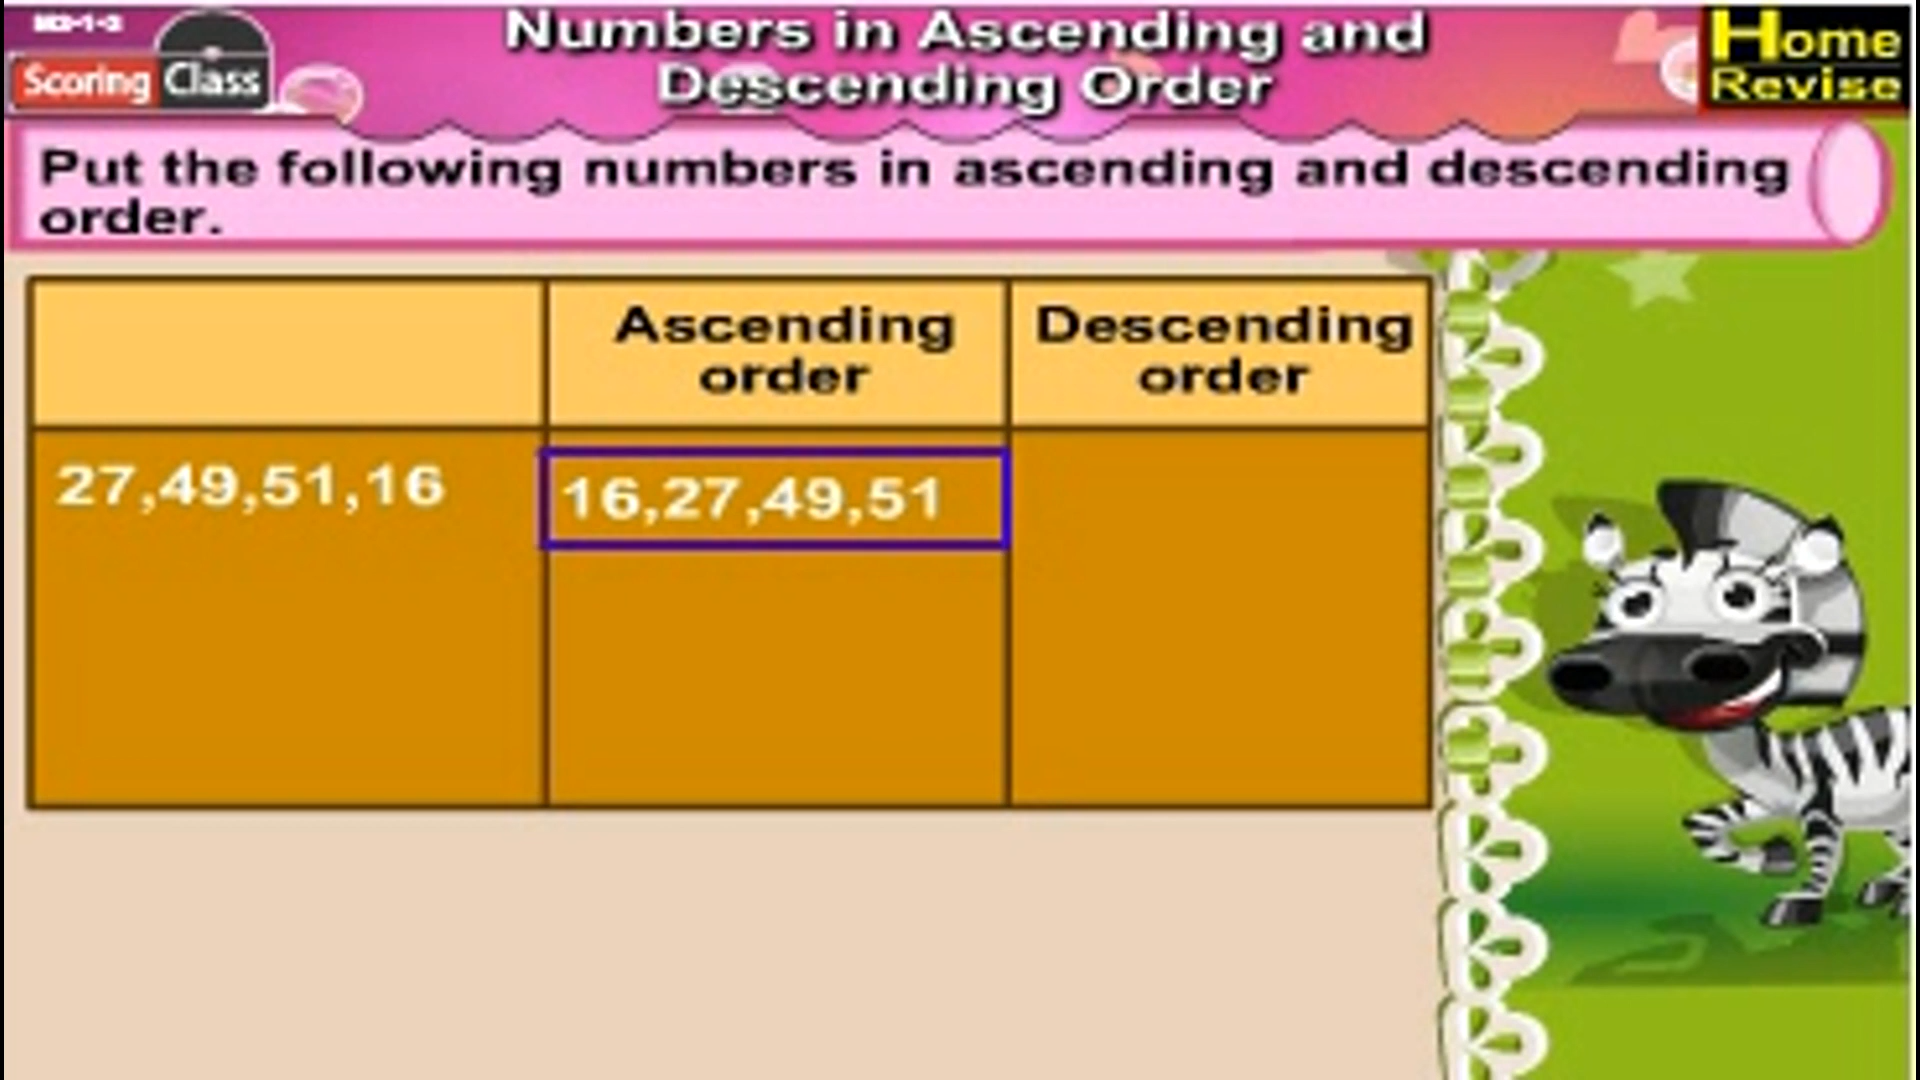 Numbers in Ascending and
Descending Order
Scoring Class
Home
Revise
Put the following numbers in ascending and descending
order.
Ascending
order
Descending
order
27,49,51,16
16,27,49,51